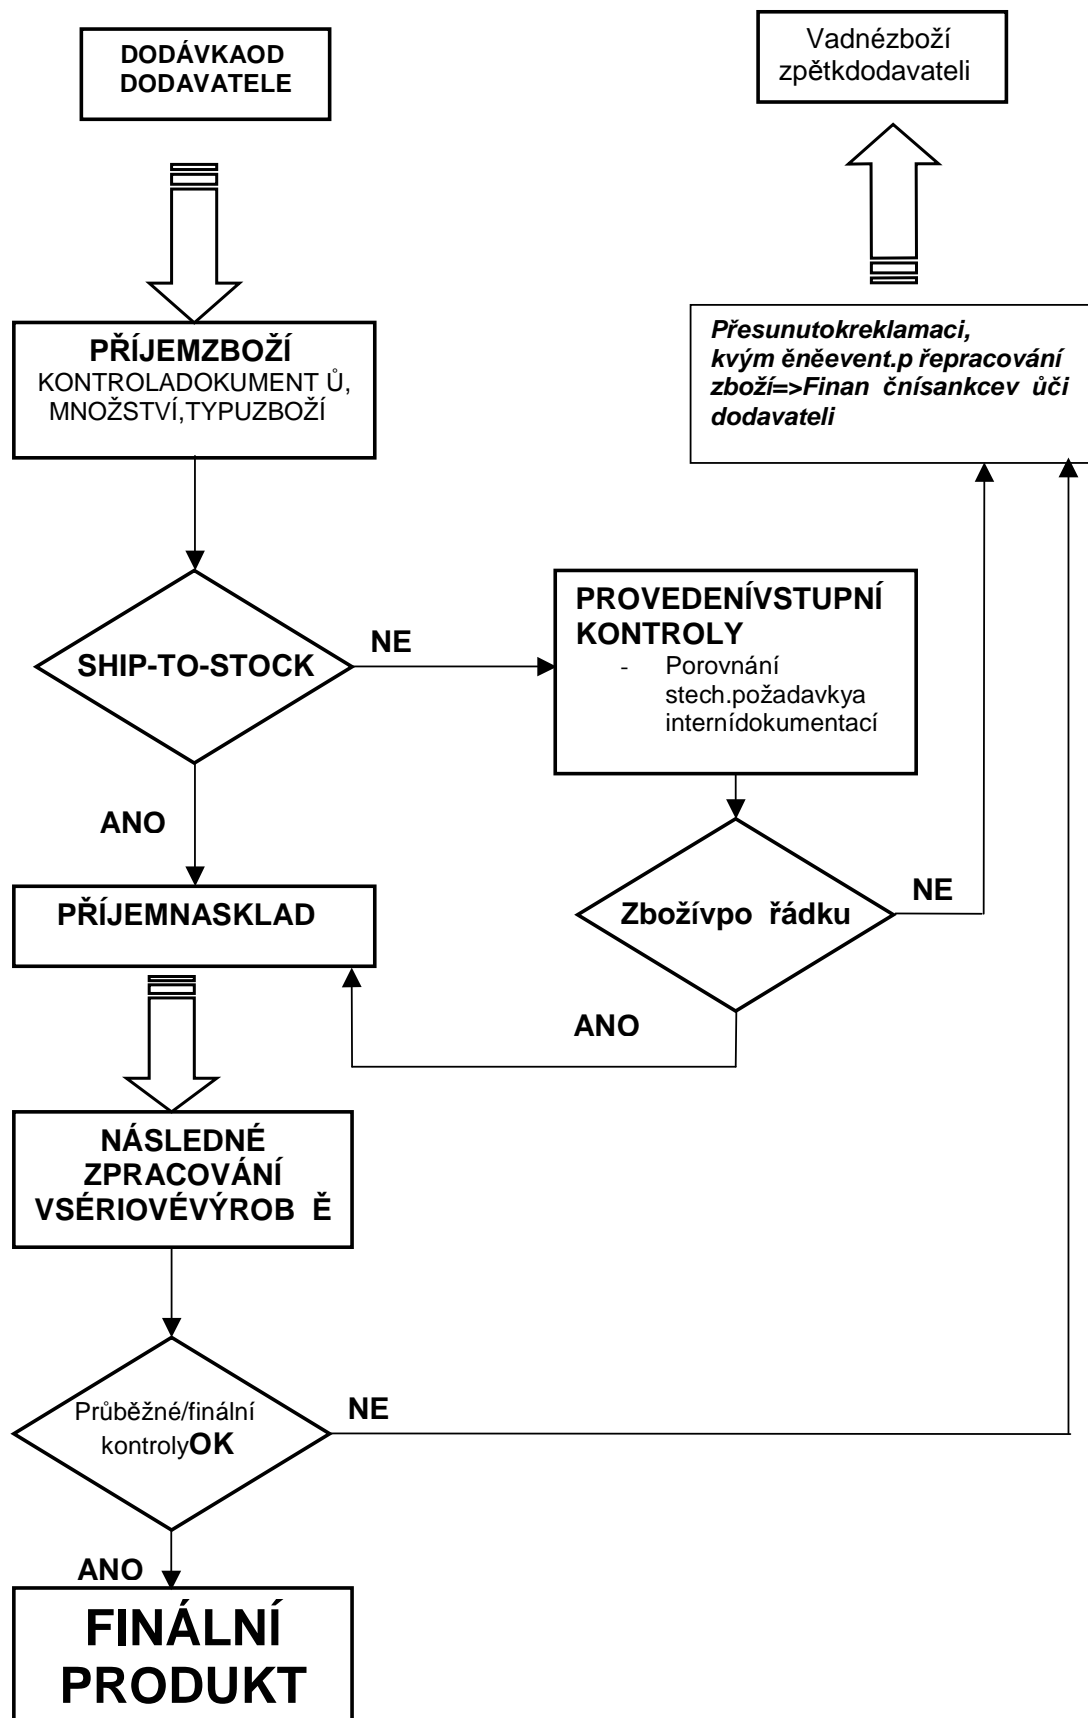 DODÁVKAOD
DODAVATELE
Vadnézboží
zpětkdodavateli
PŘÍJEMZBOŽÍ
KONTROLADOKUMENT Ů,
MNOŽSTVÍ,TYPUZBOŽÍ
Přesunutokreklamaci,
kvým ěněevent.p řepracování
zboží=>Finan čnísankcev ůči
dodavateli
SHIP-TO-STOCK
NE
PROVEDENÍVSTUPNÍ
KONTROLY
- Porovnání
stech.požadavkya
internídokumentací
ANO
PŘÍJEMNASKLAD
Zbožívpo řádku
NE
ANO
NÁSLEDNÉ
ZPRACOVÁNÍ
VSÉRIOVÉVÝROB Ě
Průběžné/finální
kontrolyOK
NE
ANO
FINÁLNÍ
PRODUKT